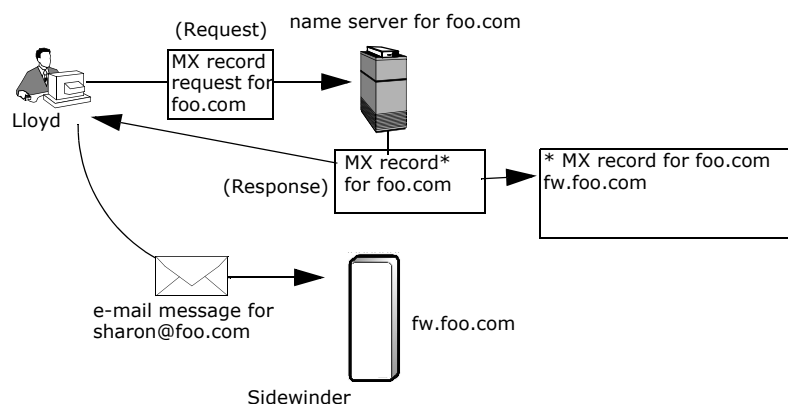 name server for foo.com
(Request)
MX record
request for
foo.com
Lloyd
MX record*
for foo.com
(Response)
* MX record for foo.com
fw.foo.com
e-mail message for
sharon@foo.com
fw.foo.com
Sidewinder